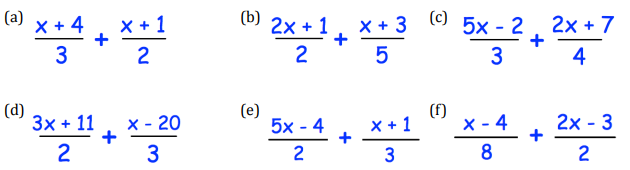 (a) (x + 4)/3 + (x + 1)/2
(b) (2x + 1)/2 + (x + 3)/5
(c) (5x - 2)/3 + (2x + 7)/4
(d) (3x + 11)/2 + (x - 20)/3
(e) (5x - 4)/2 + (x + 1)/3
(f) (x - 4)/8 + (2x - 3)/2